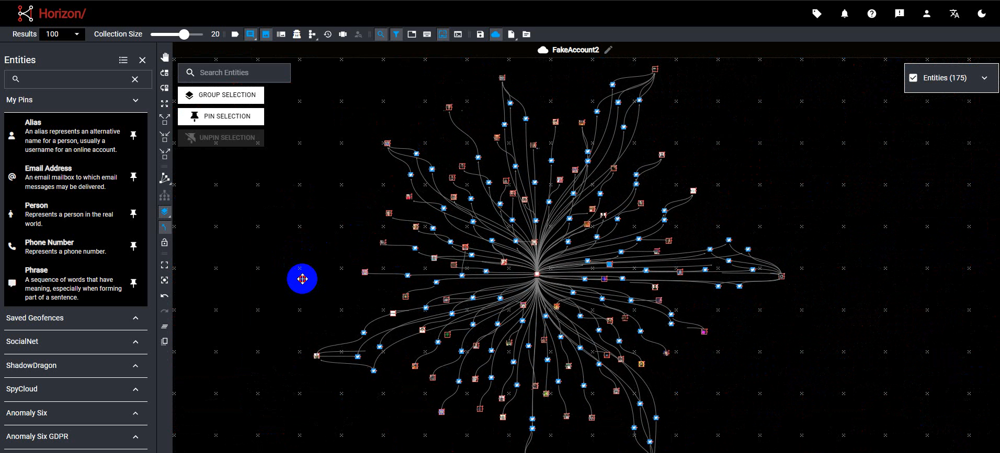 Horizon/
Results 100 Collection Size 20
FakeAccount2
Entities
Search Entities
Entities (175)
GROUP SELECTION
My Pins
PIN SELECTION
UNPIN SELECTION
Alias
An alias represents an alternative
name for a person, usually a
username for an online account.
Email Address
An email mailbox to which email
messages may be delivered.
Person
Represents a person in the real
world.
Phone Number
Represents a phone number.
Phrase
A sequence of words that have
meaning, especially when forming
part of a sentence.
Saved Geofences
SocialNet
ShadowDragon
SpyCloud
Anomaly Six
Anomaly Six GDPR